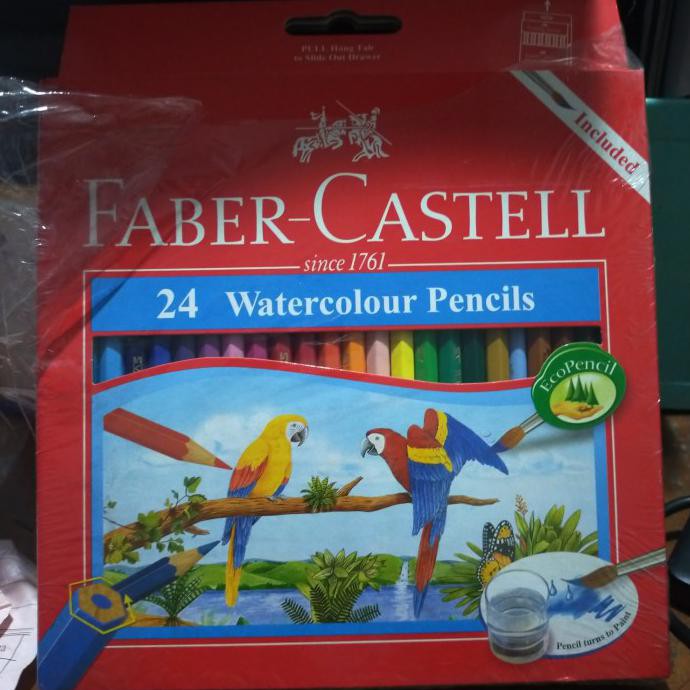 PULL Hang Tab
to Slide Out Drawer
Included
FABER-CASTELL
since 1761
24 Watercolour Pencils
EcoPencil
Pencil turns to Paint